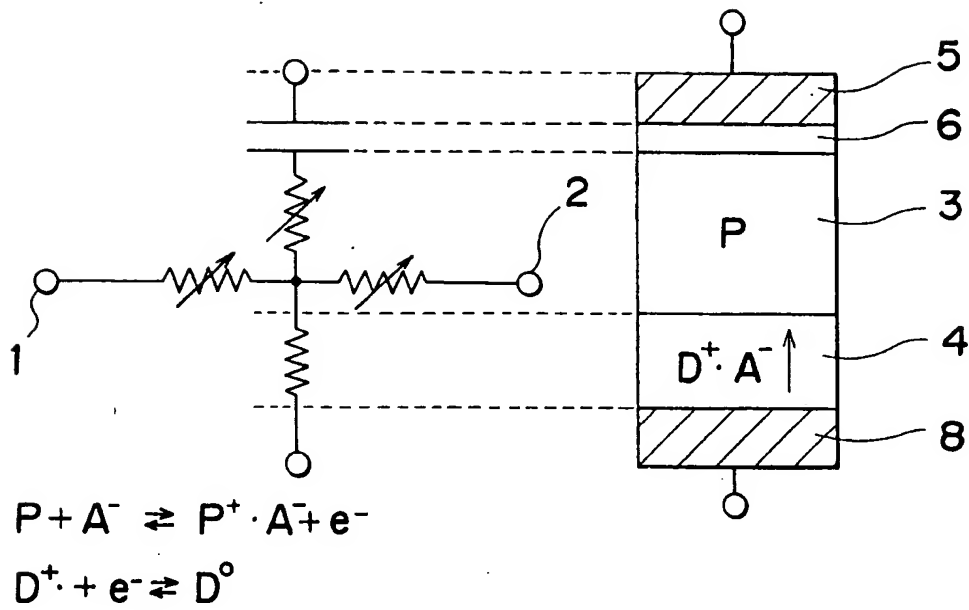 5
6
2
3
P
1
4
D⁺· A⁻
8
P + A⁻ ⇄ P⁺ · A⁻ + e⁻
D⁺· + e⁻ ⇄ D⁰